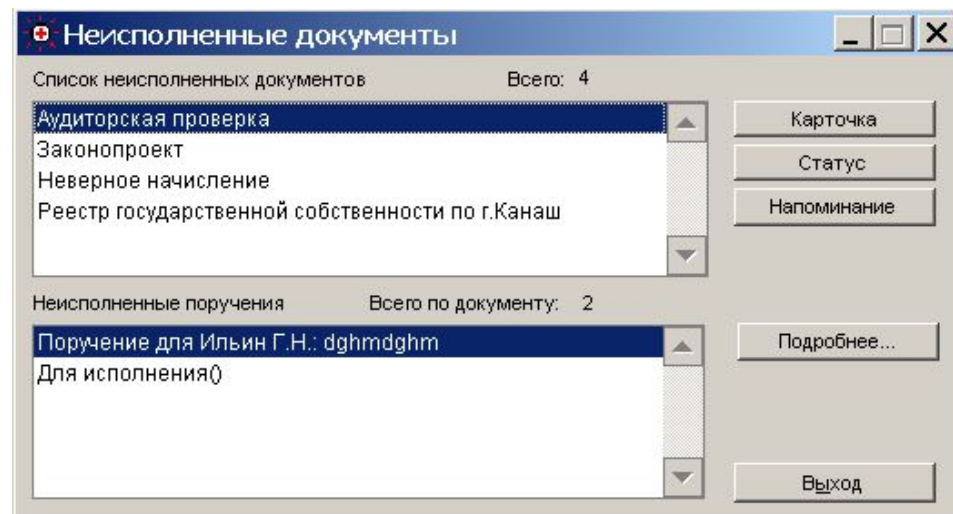 Неисполненные документы
Список неисполненных документов Всего: 4
Аудиторская проверка
Законопроект
Неверное начисление
Реестр государственной собственности по г.Канаш
Карточка
Статус
Напоминание
Неисполненные поручения Всего по документу: 2
Поручение для Ильин Г.Н.: dghmdghm
Для исполнения()
Подробнее...
Выход